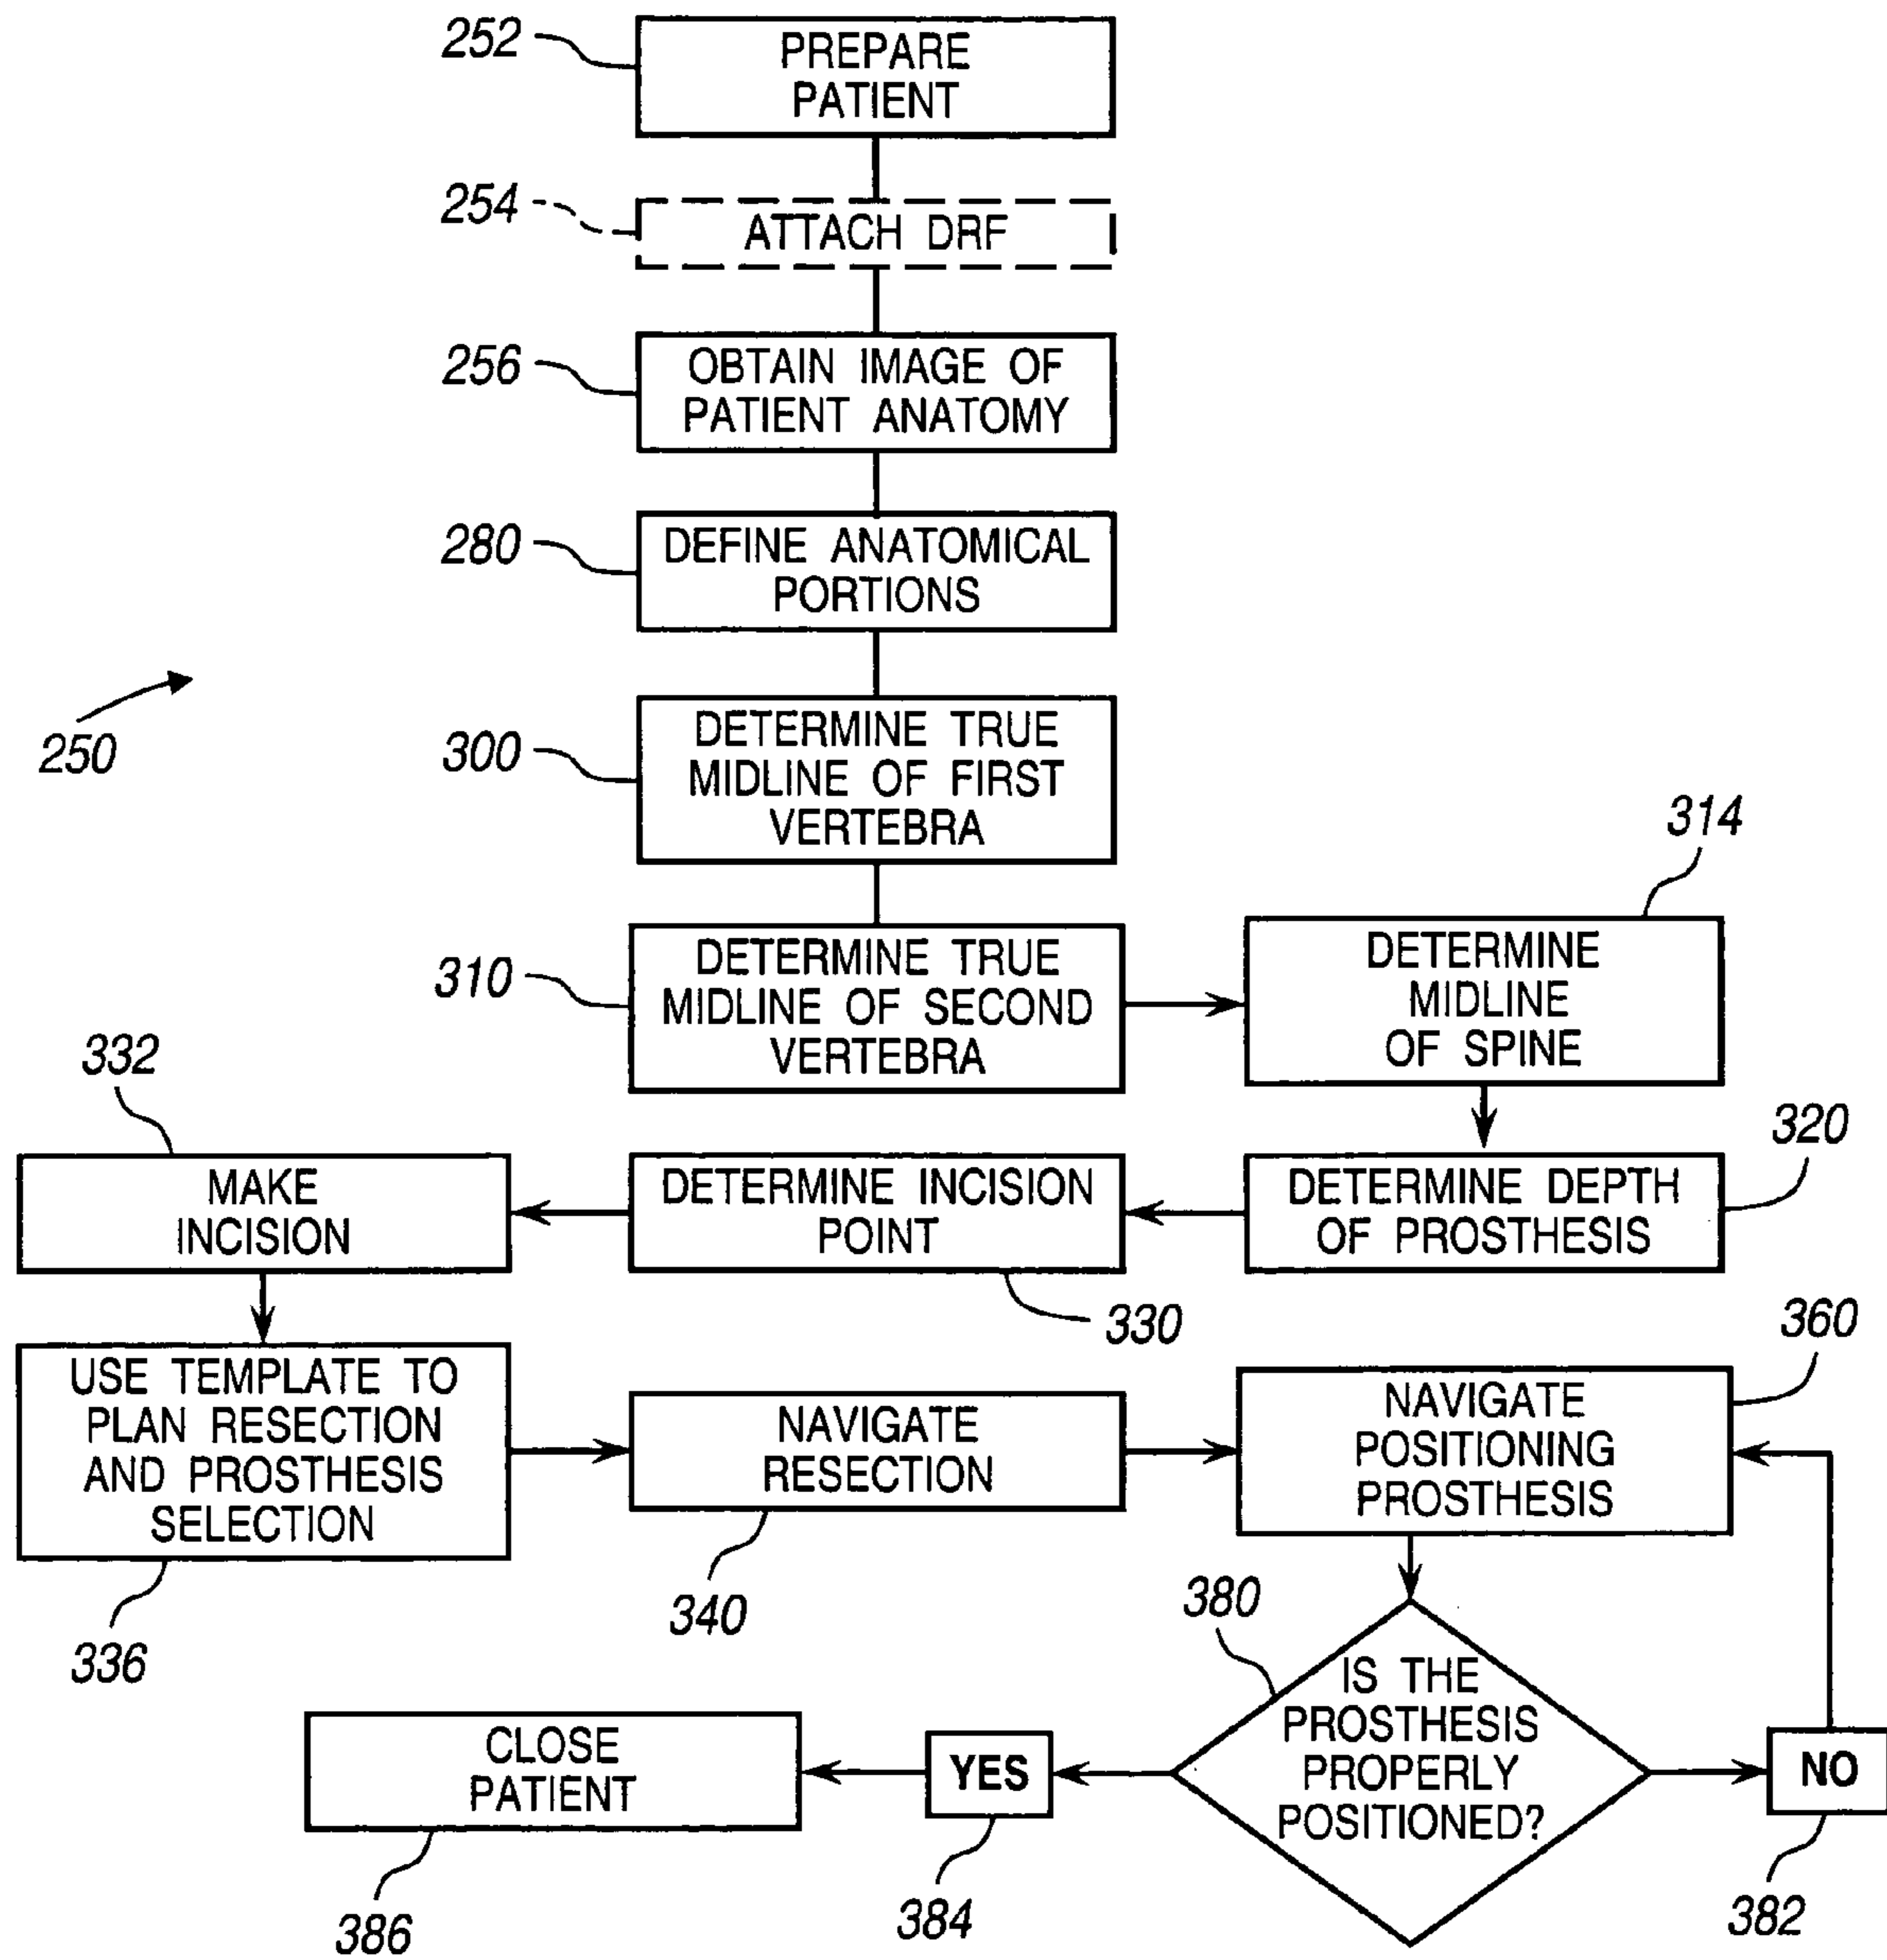 252
PREPARE
PATIENT
254
ATTACH DRF
256
OBTAIN IMAGE OF
PATIENT ANATOMY
280
DEFINE ANATOMICAL
PORTIONS
250
300
DETERMINE TRUE
MIDLINE OF FIRST
VERTEBRA
310
DETERMINE TRUE
MIDLINE OF SECOND
VERTEBRA
314
DETERMINE
MIDLINE
OF SPINE
320
DETERMINE DEPTH
OF PROSTHESIS
DETERMINE INCISION
POINT
330
332
MAKE
INCISION
USE TEMPLATE TO
PLAN RESECTION
AND PROSTHESIS
SELECTION
336
NAVIGATE
RESECTION
340
360
NAVIGATE
POSITIONING
PROSTHESIS
380
IS THE
PROSTHESIS
PROPERLY
POSITIONED?
NO
382
YES
384
CLOSE
PATIENT
386